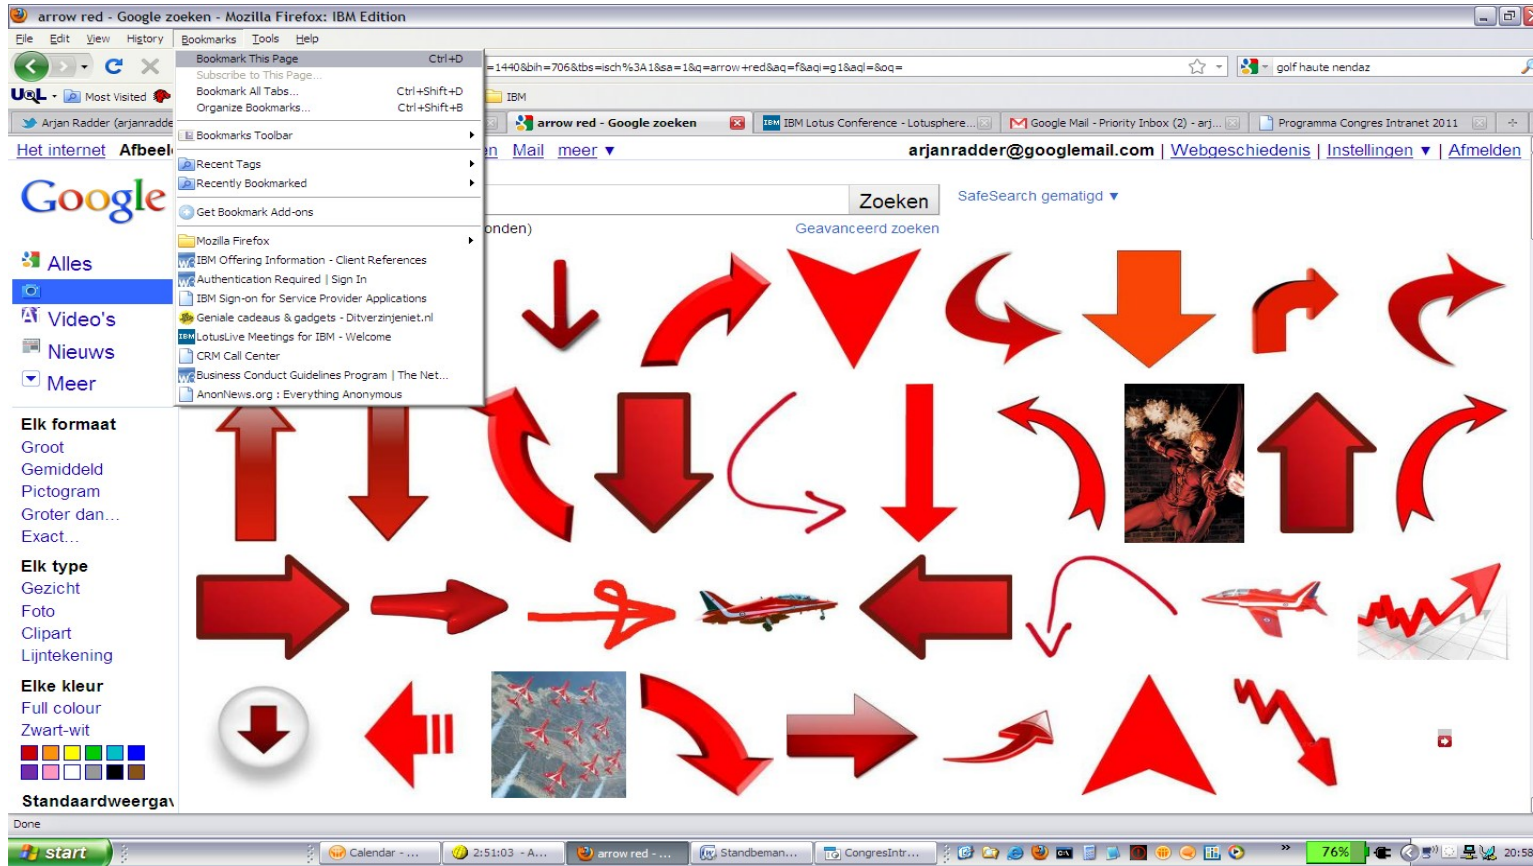 arrow red - Google zoeken - Mozilla Firefox: IBM Edition
File Edit View History Bookmarks Tools Help
Bookmark This Page Ctrl+D
Subscribe to This Page...
Bookmark All Tabs... Ctrl+Shift+D
Organize Bookmarks... Ctrl+Shift+B
Bookmarks Toolbar
Recent Tags
Recently Bookmarked
Get Bookmark Add-ons
Mozilla Firefox
IBM Offering Information - Client References
Authentication Required | Sign In
IBM Sign-on for Service Provider Applications
Geniale cadeaus & gadgets - Ditverzinjeniet.nl
LotusLive Meetings for IBM - Welcome
CRM Call Center
Business Conduct Guidelines Program | The Net...
AnonNews.org : Everything Anonymous
=1440&bih=706&tbs=isch%3A1&sa=1&q=arrow+red&aq=f&aqi=g1&aql=&oq=
golf haute nendaz
Most Visited IBM
Arjan Radder (arjanradde arrow red - Google zoeken IBM Lotus Conference - Lotusphere... Google Mail - Priority Inbox (2) - arj... Programma Congres Intranet 2011
Het internet Afbeel en Mail meer ▼ arjanradder@googlemail.com | Webgeschiedenis | Instellingen ▼ | Afmelden
Google Zoeken SafeSearch gematigd ▼
onden) Geavanceerd zoeken
Alles
Video's
Nieuws
Meer
Elk formaat
Groot
Gemiddeld
Pictogram
Groter dan...
Exact...
Elk type
Gezicht
Foto
Clipart
Lijntekening
Elke kleur
Full colour
Zwart-wit
Standaardweergav
Done
start Calendar - ... 2:51:03 - A... arrow red - ... Standbeman... CongresIntr... 76% 20:58